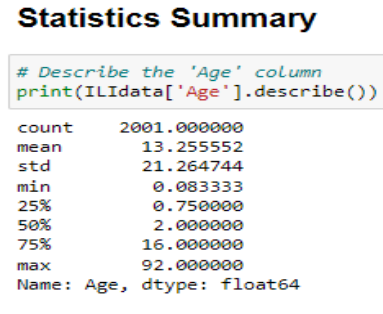 Statistics Summary
# Describe the 'Age' column
print(ILIdata['Age'].describe())
count    2001.000000
mean       13.255552
std        21.264744
min         0.083333
25%         0.750000
50%         2.000000
75%        16.000000
max        92.000000
Name: Age, dtype: float64